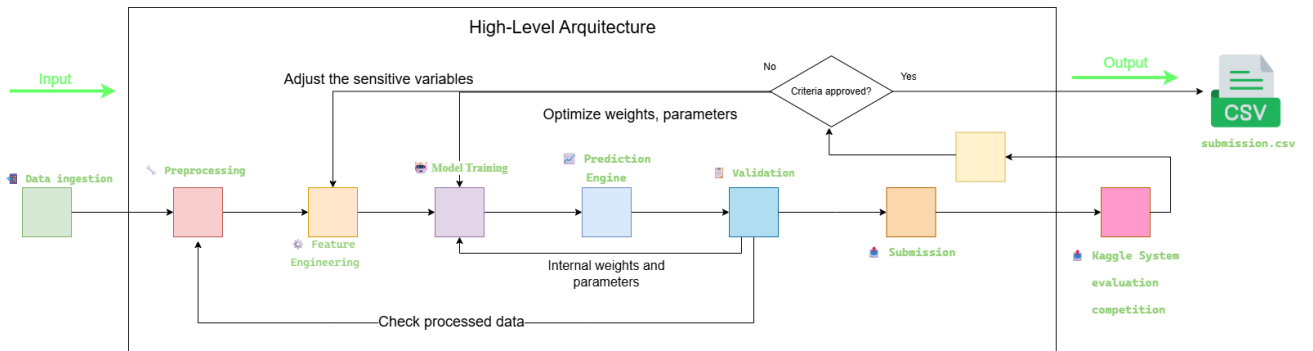 High-Level Arquitecture
Input
Adjust the sensitive variables
No
Criteria approved?
Yes
Output
CSV
submission.csv
Optimize weights, parameters
Data ingestion
Preprocessing
Model Training
Prediction
Engine
Validation
Feature
Engineering
Internal weights and
parameters
Submission
Kaggle System
evaluation
competition
Check processed data